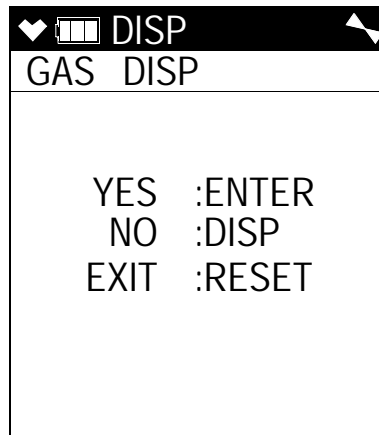 DISP
GAS DISP
YES :ENTER
NO :DISP
EXIT :RESET